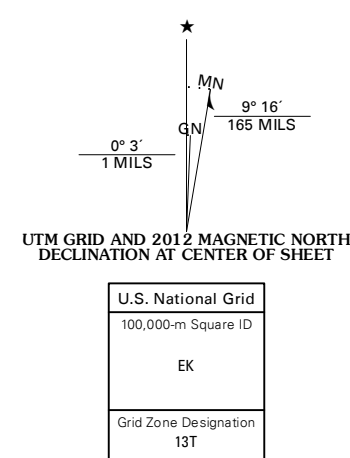 ★
MN
GN
9° 16´
165 MILS
0° 3´
1 MILS
UTM GRID AND 2012 MAGNETIC NORTH
DECLINATION AT CENTER OF SHEET
U.S. National Grid
100,000-m Square ID
EK
Grid Zone Designation
13T